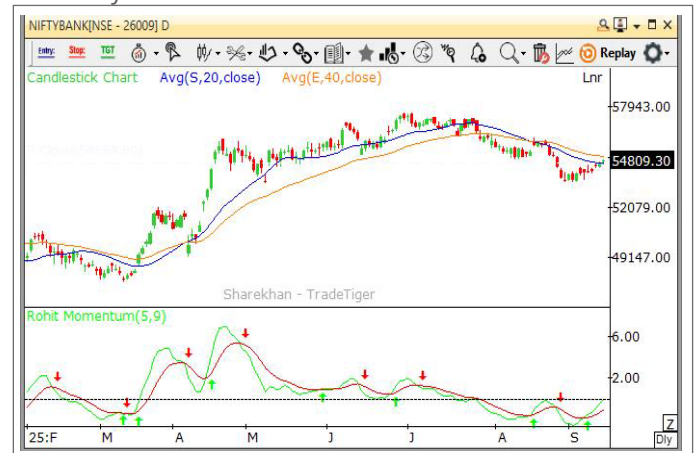 NIFTYBANK[NSE - 26009] D
Entry: Stop: TGT Replay
Candlestick Chart Avg(S,20,close) Avg(E,40,close) Lnr
57943.00
54809.30
52079.00
49147.00
Sharekhan - TradeTiger
Rohit Momentum(5,9)
6.00
2.00
Z
25:F M A M J J A S Dly